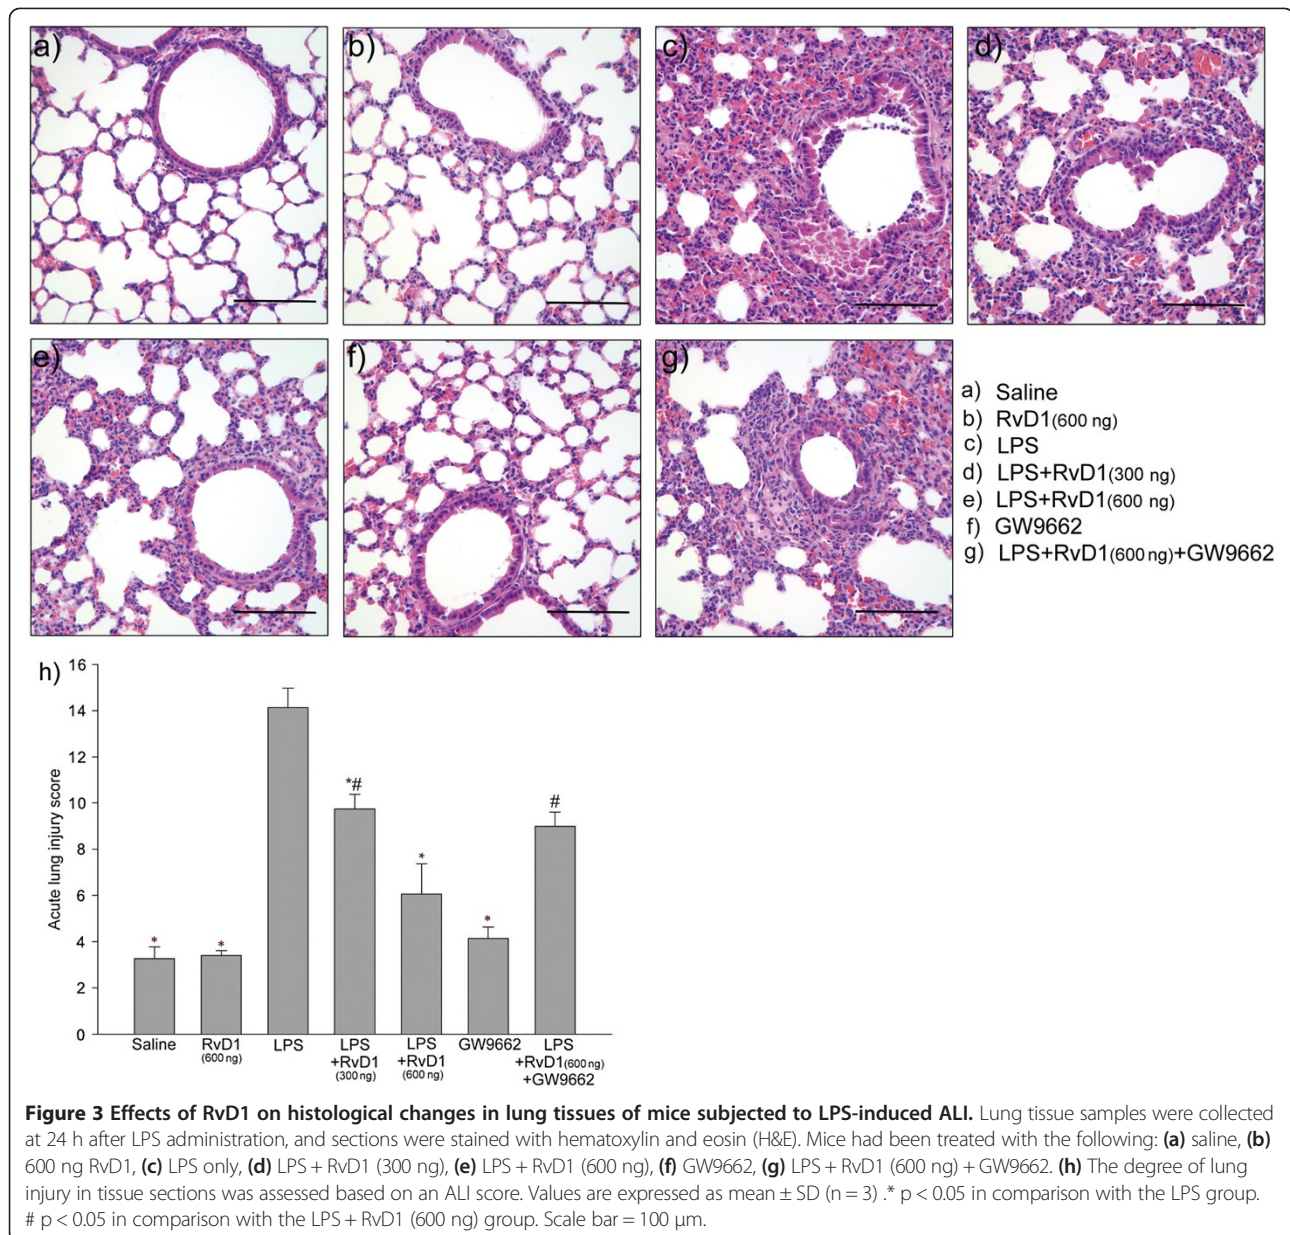 a)
b)
c)
d)
e)
f)
g)
a) Saline
b) RvD1(600 ng)
c) LPS
d) LPS+RvD1(300 ng)
e) LPS+RvD1(600 ng)
f) GW9662
g) LPS+RvD1(600 ng)+GW9662
h)
Acute lung injury score
16
14
12
10
8
6
4
2
0
*
*
*#
*
*
#
Saline
RvD1
(600 ng)
LPS
LPS
+RvD1
(300 ng)
LPS
+RvD1
(600 ng)
GW9662
LPS
+RvD1(600 ng)
+GW9662
Figure 3 Effects of RvD1 on histological changes in lung tissues of mice subjected to LPS-induced ALI. Lung tissue samples were collected
at 24 h after LPS administration, and sections were stained with hematoxylin and eosin (H&E). Mice had been treated with the following: (a) saline, (b)
600 ng RvD1, (c) LPS only, (d) LPS + RvD1 (300 ng), (e) LPS + RvD1 (600 ng), (f) GW9662, (g) LPS + RvD1 (600 ng) + GW9662. (h) The degree of lung
injury in tissue sections was assessed based on an ALI score. Values are expressed as mean ± SD (n = 3) .* p < 0.05 in comparison with the LPS group.
# p < 0.05 in comparison with the LPS + RvD1 (600 ng) group. Scale bar = 100 μm.